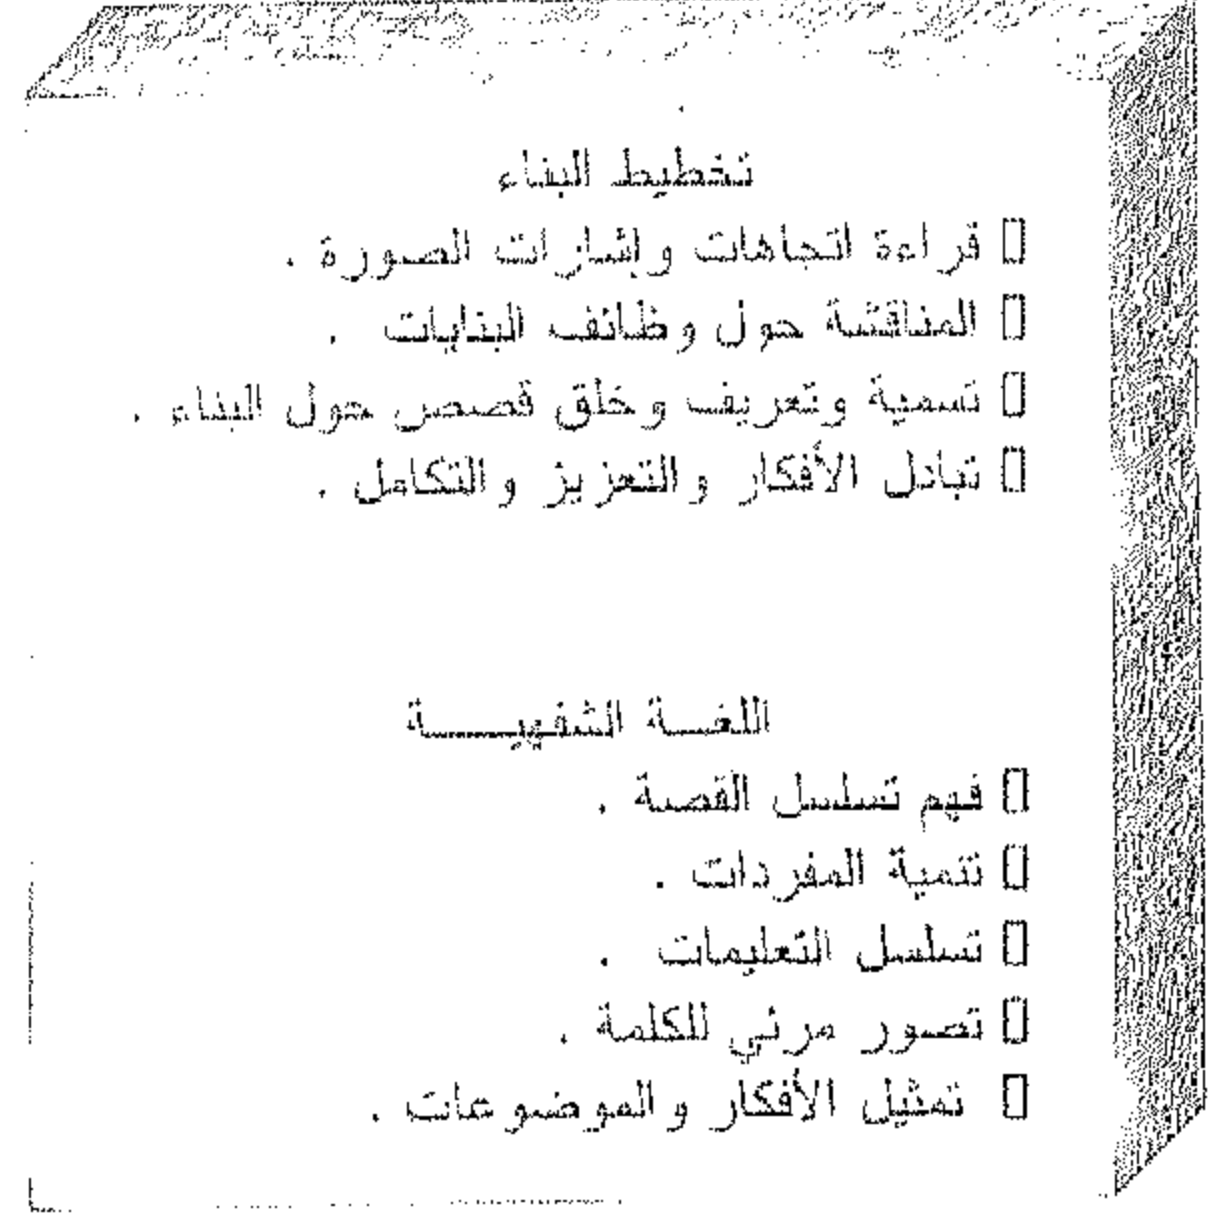 تخطيط البناء
▯ قراءة اتجاهات وإشارات الصورة .
▯ المناقشة حول وظائف البنايات .
▯ تسمية وتعريف وخلق قصص حول البناء .
▯ تبادل الأفكار والتعزيز والتكامل .
اللغـــة الشفهيـــــة
▯ فهم تسلسل القصة .
▯ تنمية المفردات .
▯ تسلسل التعليمات .
▯ تصور مرئي للكلمة .
▯ تمثيل الأفكار والموضوعات .